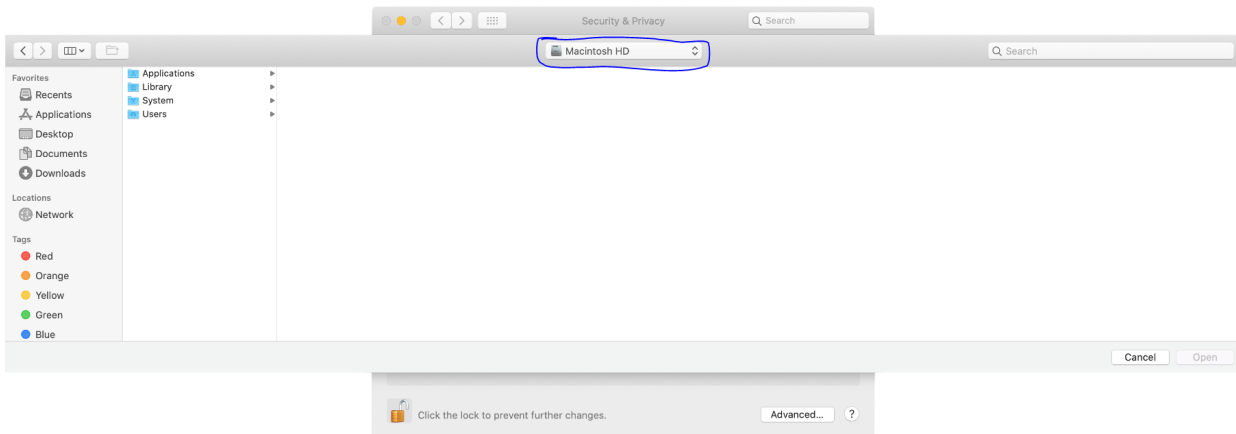 Security & Privacy
Search
Macintosh HD
Search
Favorites
Recents
Applications
Desktop
Documents
Downloads
Locations
Network
Tags
Red
Orange
Yellow
Green
Blue
Applications
Library
System
Users
Cancel
Open
Click the lock to prevent further changes.
Advanced...
?